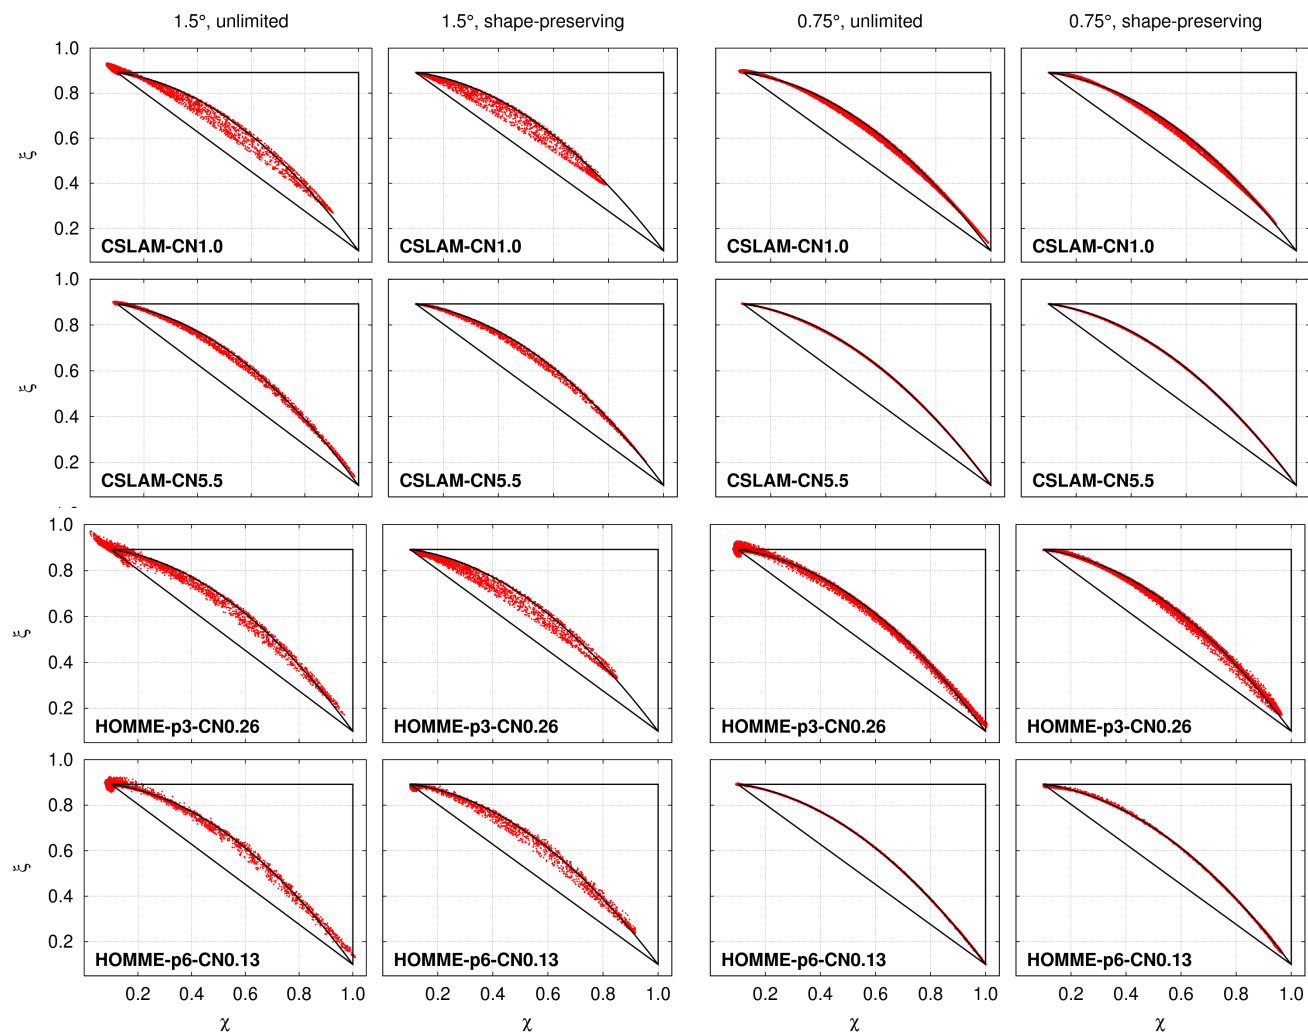 1.5°, unlimited
1.5°, shape-preserving
0.75°, unlimited
0.75°, shape-preserving
1.0
0.8
0.6
0.4
0.2
ξ
CSLAM-CN1.0
CSLAM-CN1.0
CSLAM-CN1.0
CSLAM-CN1.0
1.0
0.8
0.6
0.4
0.2
ξ
CSLAM-CN5.5
CSLAM-CN5.5
CSLAM-CN5.5
CSLAM-CN5.5
1.0
0.8
0.6
0.4
0.2
ξ
HOMME-p3-CN0.26
HOMME-p3-CN0.26
HOMME-p3-CN0.26
HOMME-p3-CN0.26
1.0
0.8
0.6
0.4
0.2
ξ
HOMME-p6-CN0.13
HOMME-p6-CN0.13
HOMME-p6-CN0.13
HOMME-p6-CN0.13
0.2 0.4 0.6 0.8 1.0
0.2 0.4 0.6 0.8 1.0
0.2 0.4 0.6 0.8 1.0
0.2 0.4 0.6 0.8 1.0
χ
χ
χ
χ